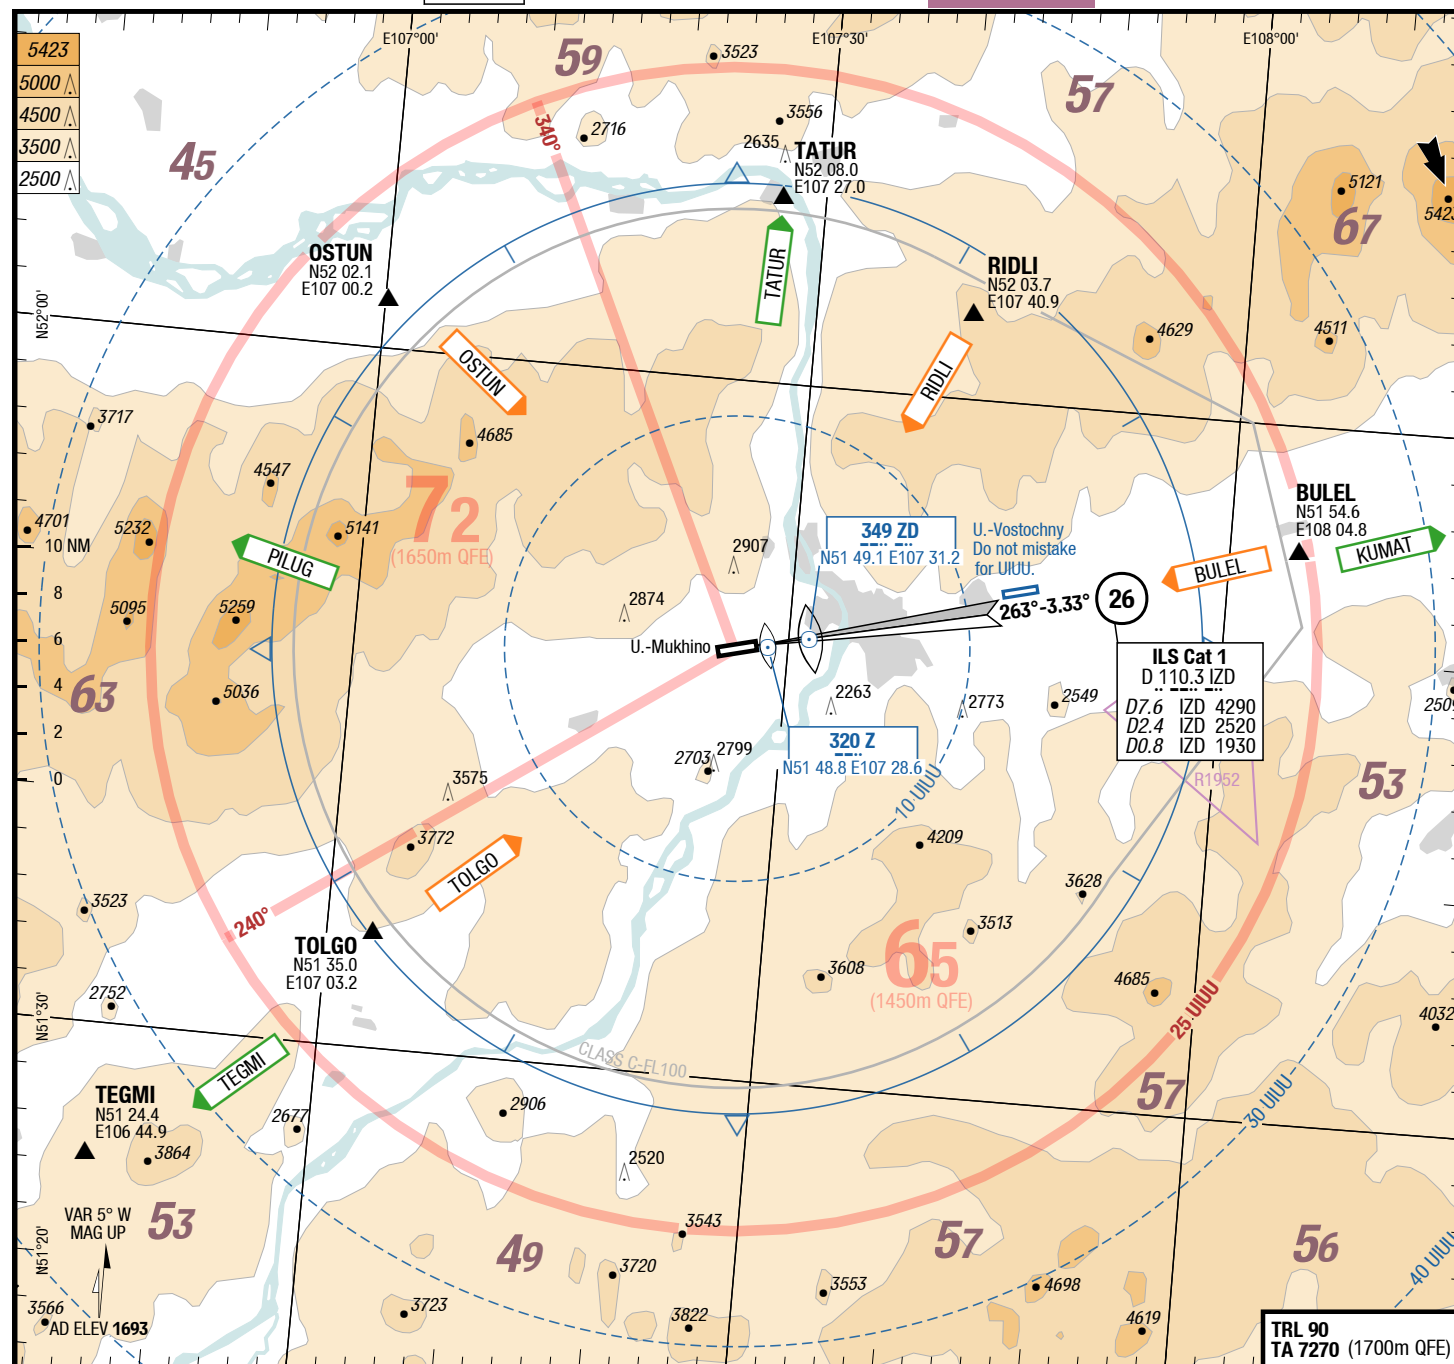 E107°00'
E107°30'
E108°00'
5423
5000
4500
3500
2500
59
3523
57
45
2716
3556
2635
340°
TATUR
N52 08.0
E107 27.0
5121
5423
67
OSTUN
N52 02.1
E107 00.2
RIDLI
N52 03.7
E107 40.9
TATUR
N52°00'
4629
4511
OSTUN
RIDLI
3717
4685
4547
72
(1650m QFE)
BULEL
N51 54.6
E108 04.8
4701
5232
5141
10 NM
8
6
4
2
0
PILUG
349 ZD
N51 49.1 E107 31.2
U.-Vostochny
Do not mistake
for UIUU.
KUMAT
BULEL
2907
2874
5095
5259
263°-3.33°
26
U.-Mukhino
ILS Cat 1
D 110.3 IZD
D7.6 IZD 4290
D2.4 IZD 2520
D0.8 IZD 1930
63
5036
2263
2773
2549
2509
320 Z
N51 48.8 E107 28.6
2703
2799
R1952
53
10 UIUU
3575
3772
4209
TOLGO
3628
3523
240°
3513
TOLGO
N51 35.0
E107 03.2
65
(1450m QFE)
3608
4685
2752
25 UIUU
4032
N51°30'
CLASS C-FL100
TEGMI
57
30 UIUU
TEGMI
N51 24.4
E106 44.9
2677
2906
3864
2520
VAR 5° W
MAG UP
53
3543
49
57
56
N51°20'
40 UIUU
3720
3553
4698
3566
3723
3822
4619
AD ELEV 1693
TRL 90
TA 7270 (1700m QFE)